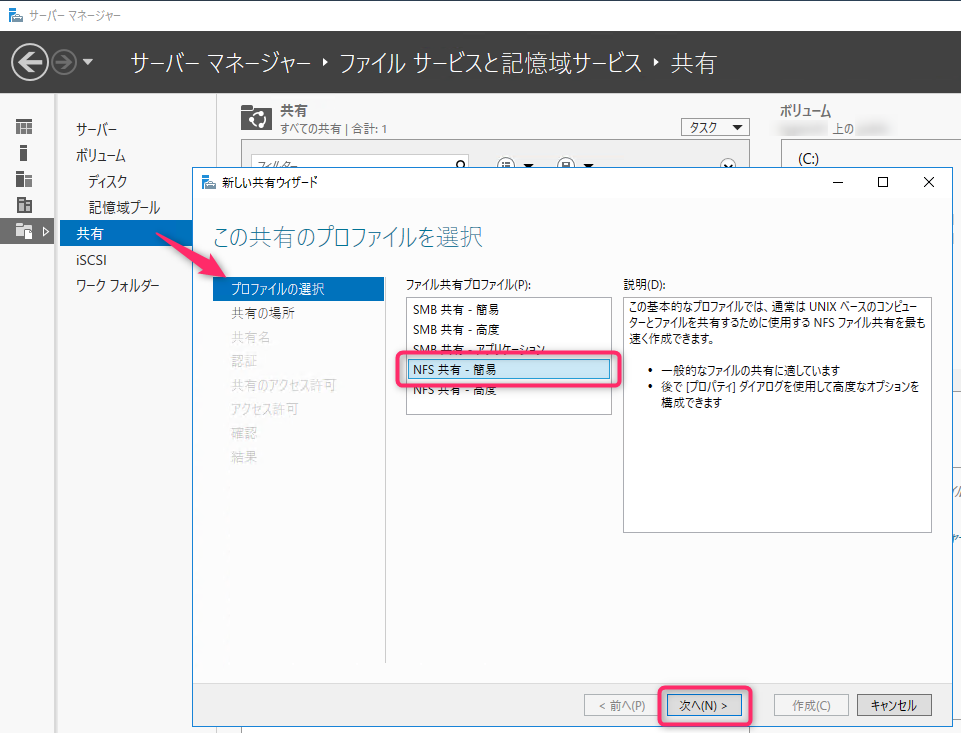 サーバー マネージャー
サーバー マネージャー ・ ファイル サービスと記憶域サービス ・ 共有
サーバー
ボリューム
ディスク
記憶域プール
共有
iSCSI
ワーク フォルダー
共有
すべての共有 | 合計: 1
タスク
フィルター
ボリューム
上の
(C:)
新しい共有ウィザード
この共有のプロファイルを選択
プロファイルの選択
共有の場所
共有名
認証
共有のアクセス許可
アクセス許可
確認
結果
ファイル共有プロファイル(P):
SMB 共有 - 簡易
SMB 共有 - 高度
SMB 共有 - アプリケーション
NFS 共有 - 簡易
NFS 共有 - 高度
説明(D):
この基本的なプロファイルでは、通常は UNIX ベースのコンピュー
ターとファイルを共有するために使用する NFS ファイル共有を最も
速く作成できます。
• 一般的なファイルの共有に適しています
• 後で [プロパティ] ダイアログを使用して高度なオプションを
構成できます
< 前へ(P)
次へ(N) >
作成(C)
キャンセル